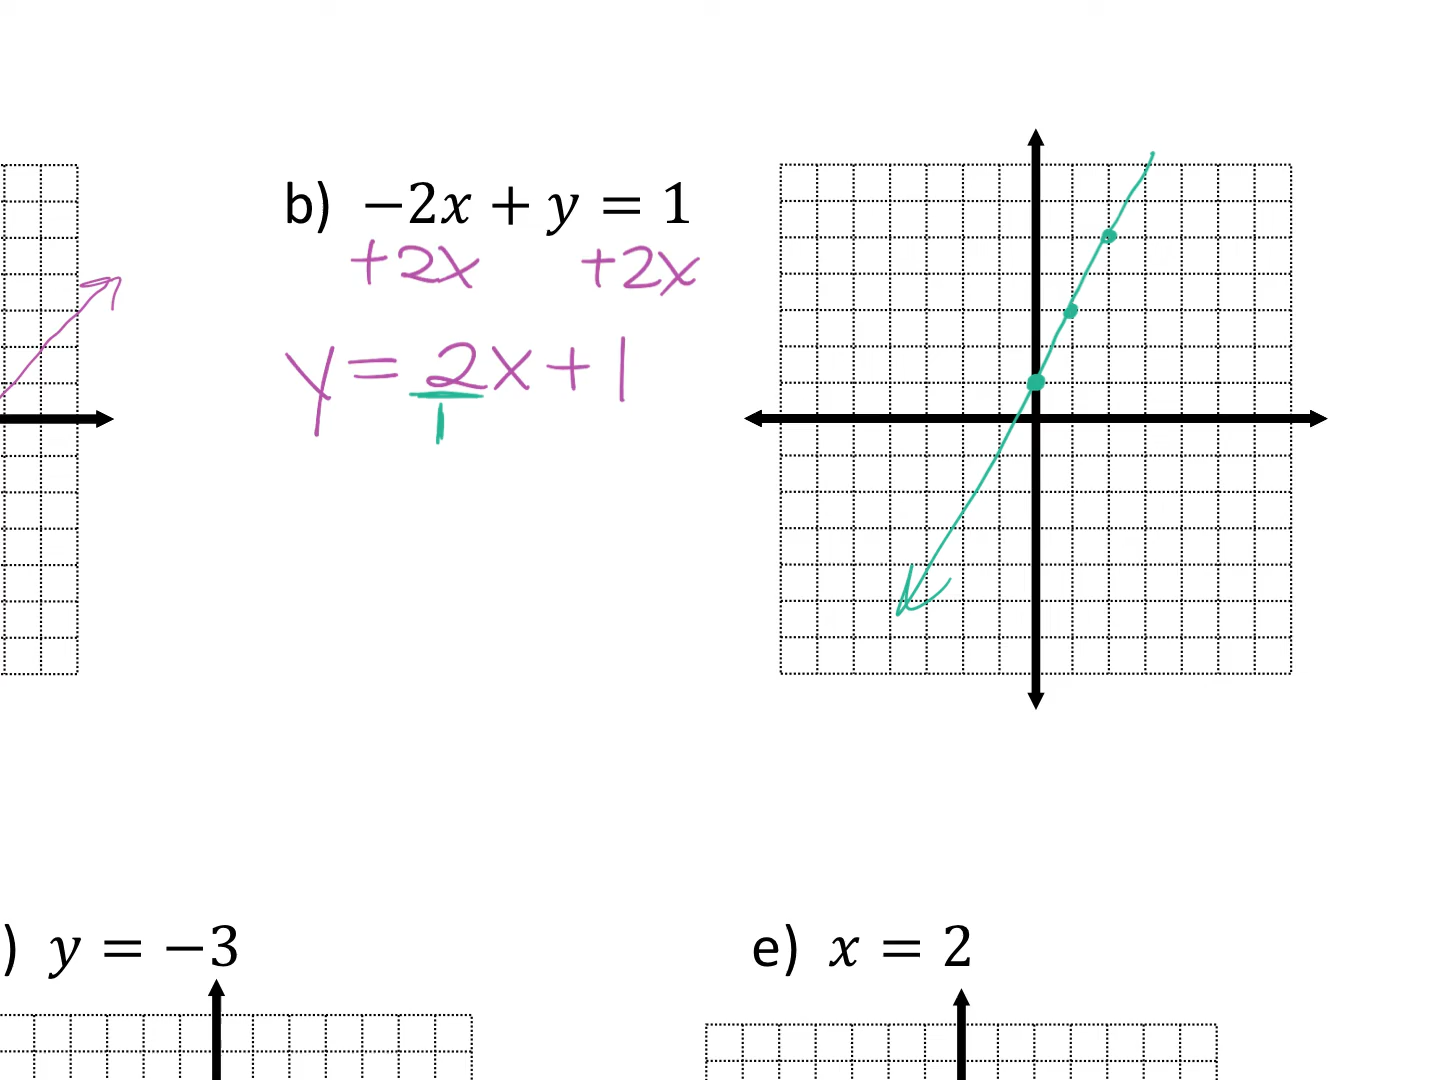 b) −2x + y = 1
+2x +2x
y = 2x + 1
1
) y = −3
e) x = 2